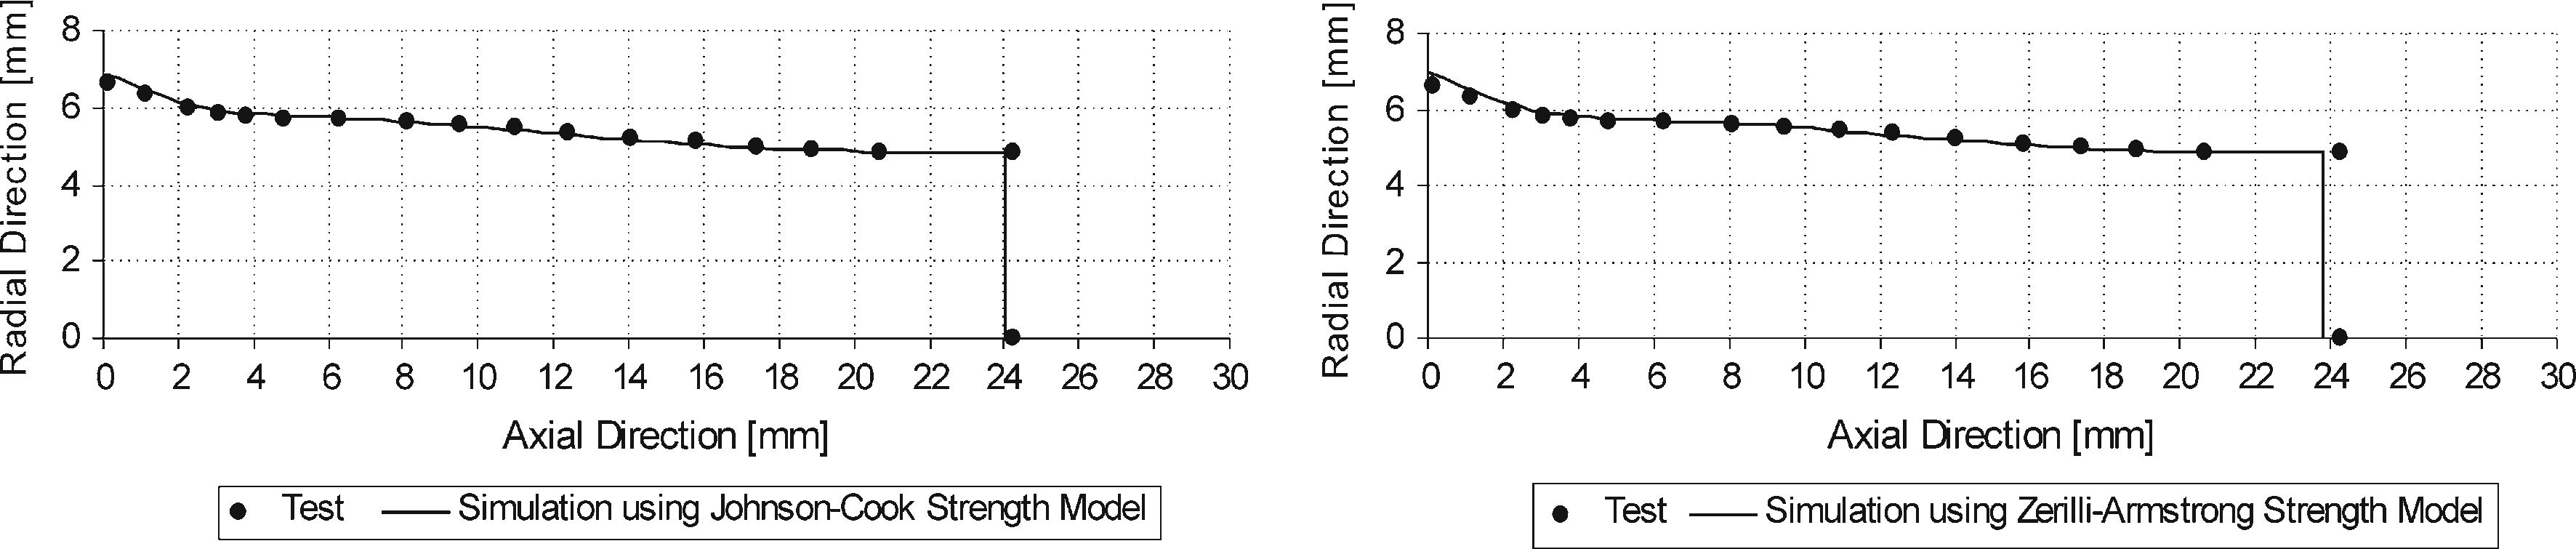 Radial Direction [mm]
8
6
4
2
0
0 2 4 6 8 10 12 14 16 18 20 22 24 26 28 30
Axial Direction [mm]
Test Simulation using Johnson-Cook Strength Model
Radial Direction [mm]
8
6
4
2
0
0 2 4 6 8 10 12 14 16 18 20 22 24 26 28 30
Axial Direction [mm]
Test Simulation using Zerilli-Armstrong Strength Model